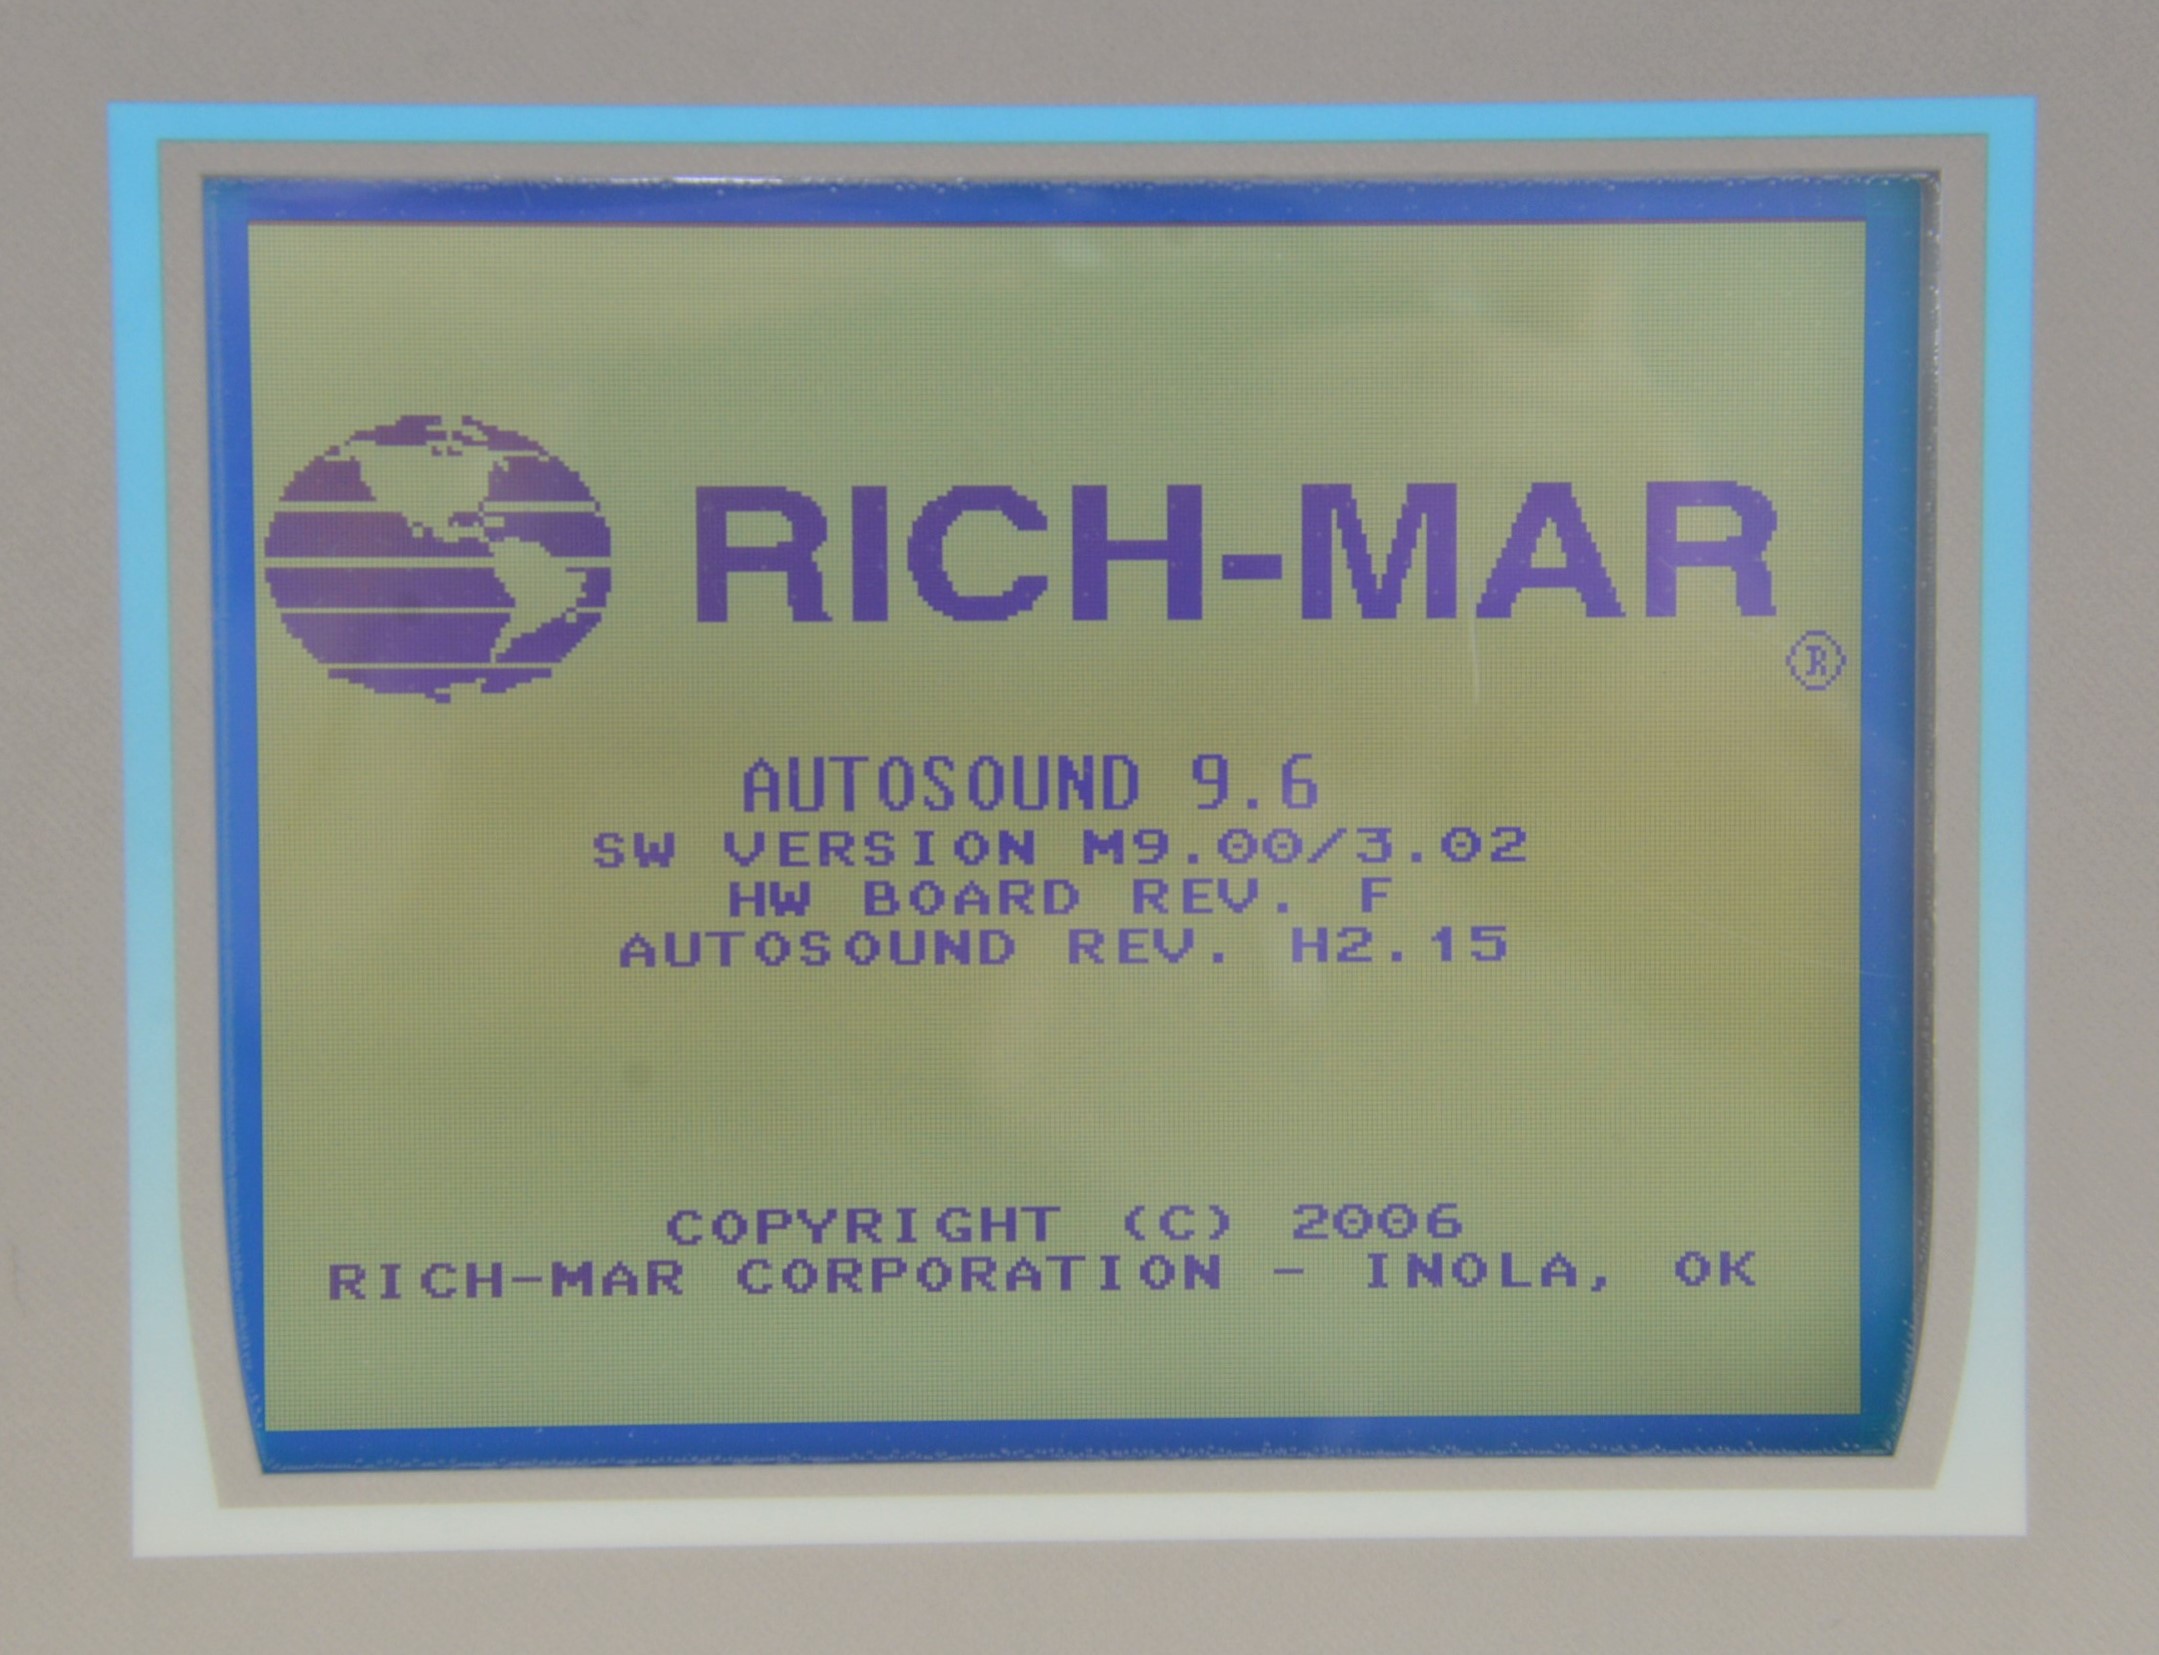 RICH-MAR
®
AUTOSOUND 9.6
SW VERSION M9.00/3.02
HW BOARD REV. F
AUTOSOUND REV. H2.15
COPYRIGHT (C) 2006
RICH-MAR CORPORATION - INOLA, OK